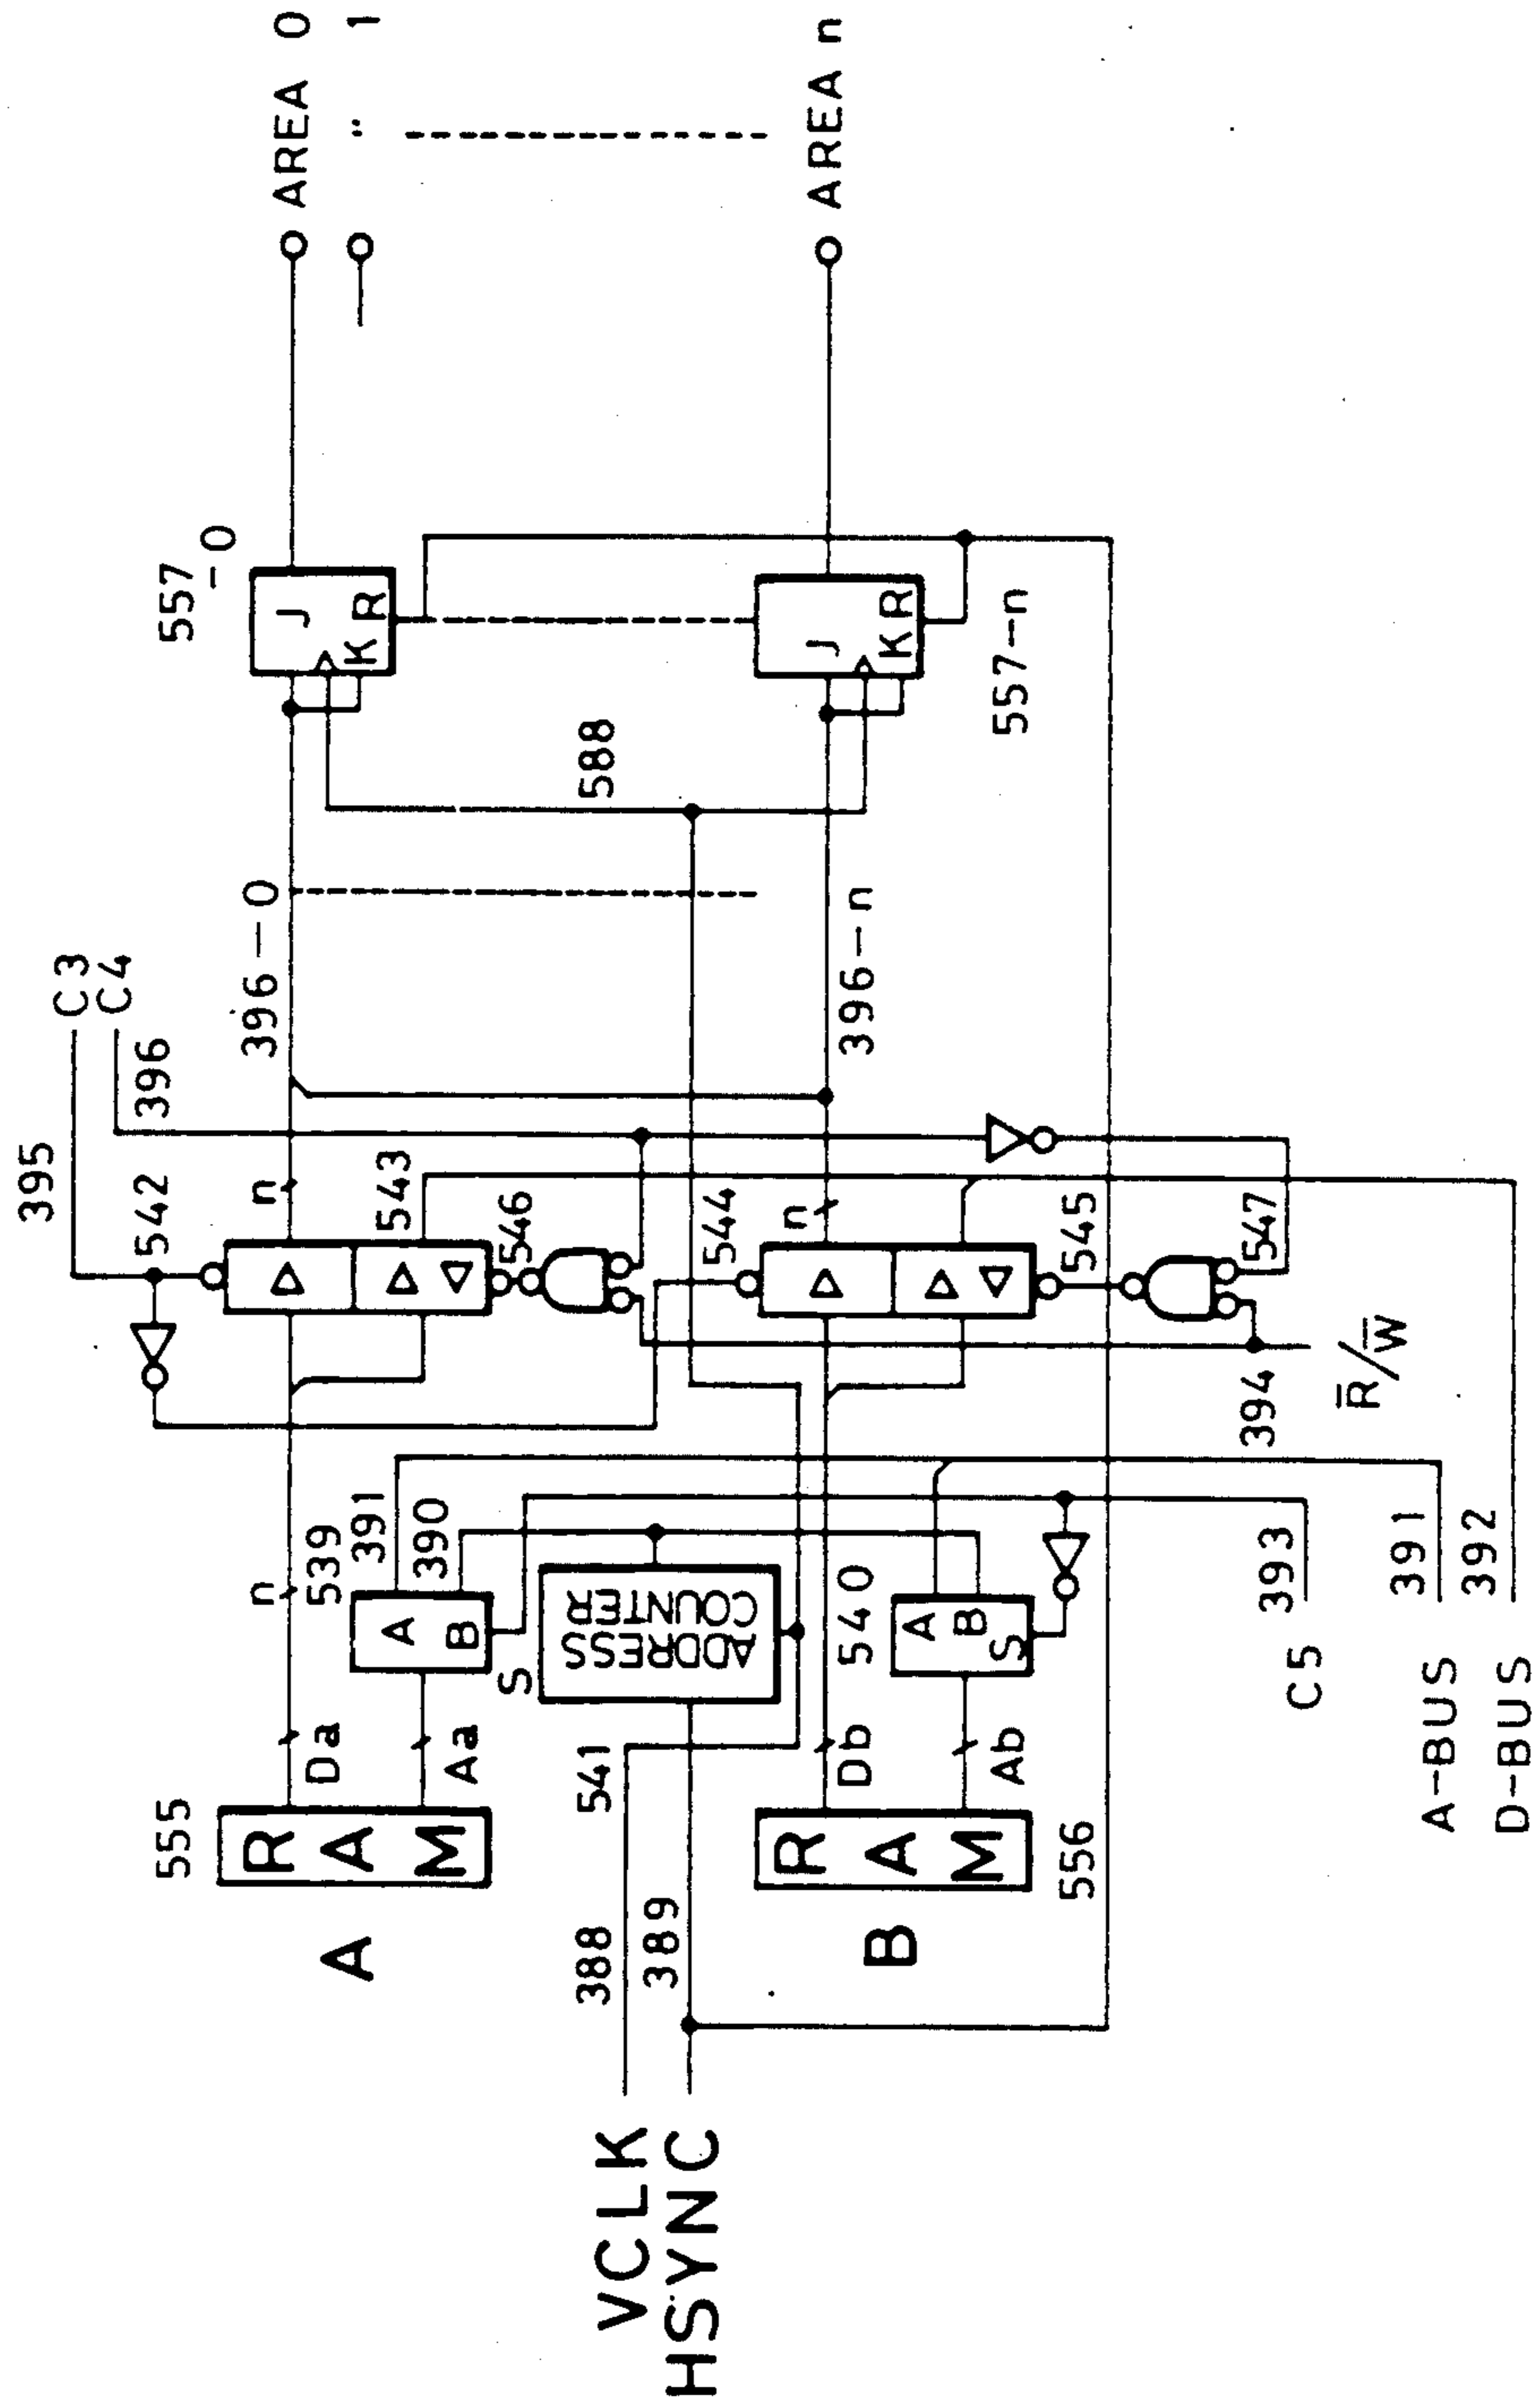 C3
C4
395
396
542
n
543
546
544
n
545
547
394
R̅/W̅
396-0
396-n
588
557
-0
557-n
J
K
R
J
K
R
AREA 0
" 1
AREA n
555
RAM
A
Da
Aa
n
539
391
390
A
B
S
ADDRESS
COUNTER
541
388
VCLK
389
HSYNC
540
A
B
S
Db
Ab
RAM
B
556
393
C5
391
A-BUS
392
D-BUS